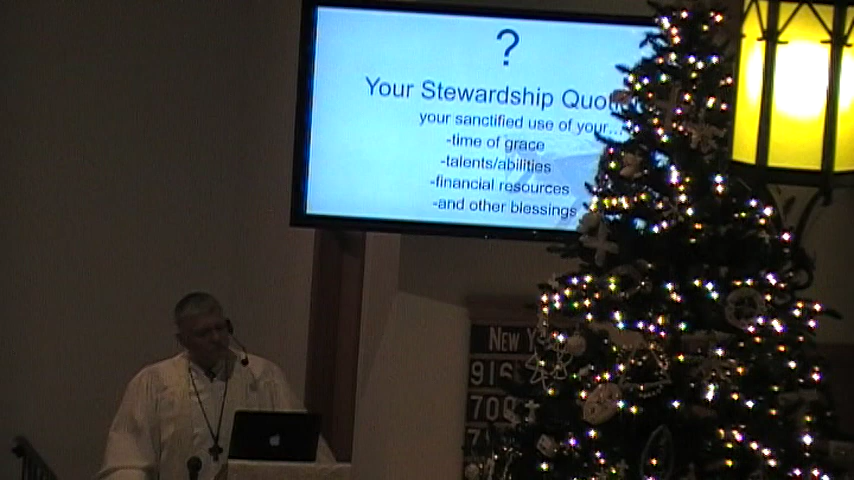 ?
Your Stewardship
your sanctified use of your...
-time of grace
-talents/abilities
-financial resources
-and other blessings
NEW
916
700